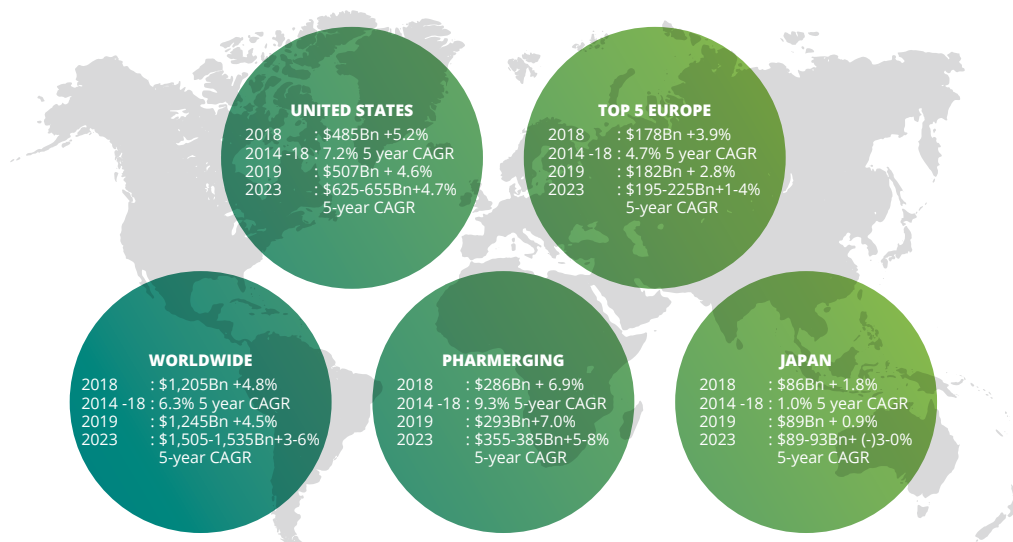 UNITED STATES
2018 : $485Bn +5.2%
2014 -18 : 7.2% 5 year CAGR
2019 : $507Bn + 4.6%
2023 : $625-655Bn+4.7%
5-year CAGR
TOP 5 EUROPE
2018 : $178Bn +3.9%
2014 -18 : 4.7% 5 year CAGR
2019 : $182Bn + 2.8%
2023 : $195-225Bn+1-4%
5-year CAGR
WORLDWIDE
2018 : $1,205Bn +4.8%
2014 -18 : 6.3% 5 year CAGR
2019 : $1,245Bn +4.5%
2023 : $1,505-1,535Bn+3-6%
5-year CAGR
PHARMERGING
2018 : $286Bn + 6.9%
2014 -18 : 9.3% 5-year CAGR
2019 : $293Bn+7.0%
2023 : $355-385Bn+5-8%
5-year CAGR
JAPAN
2018 : $86Bn + 1.8%
2014 -18 : 1.0% 5 year CAGR
2019 : $89Bn + 0.9%
2023 : $89-93Bn+ (-)3-0%
5-year CAGR